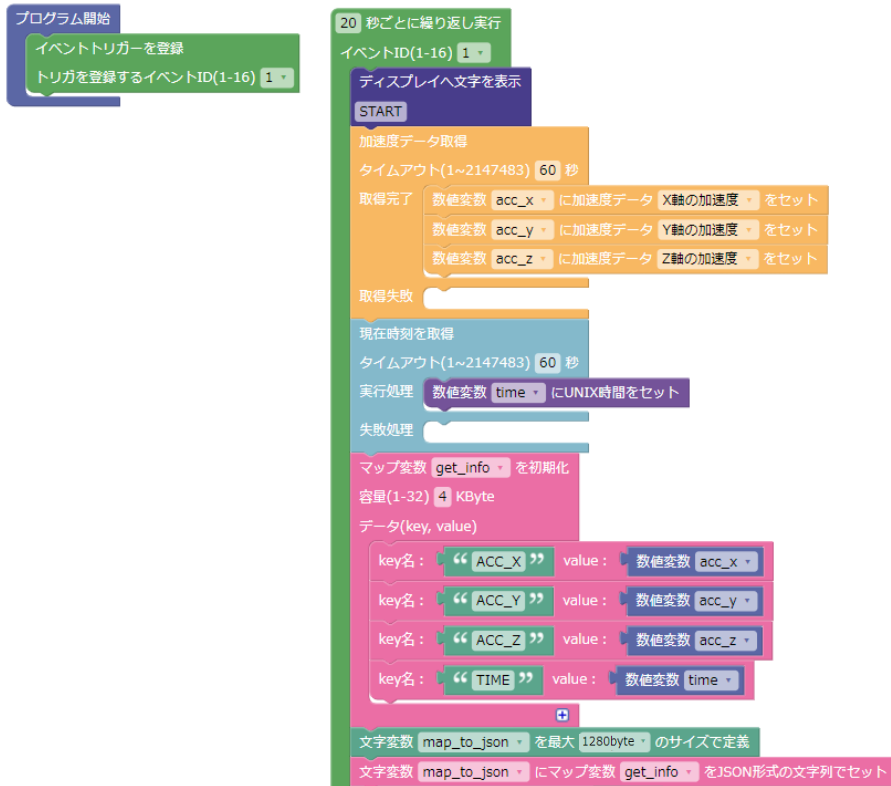 プログラム開始
イベントトリガーを登録
トリガを登録するイベントID(1-16) 1
20 秒ごとに繰り返し実行
イベントID(1-16) 1
ディスプレイへ文字を表示
START
加速度データ取得
タイムアウト(1~2147483) 60 秒
取得完了 数値変数 acc_x に加速度データ X軸の加速度 をセット
数値変数 acc_y に加速度データ Y軸の加速度 をセット
数値変数 acc_z に加速度データ Z軸の加速度 をセット
取得失敗
現在時刻を取得
タイムアウト(1~2147483) 60 秒
実行処理 数値変数 time にUNIX時間をセット
失敗処理
マップ変数 get_info を初期化
容量(1-32) 4 KByte
データ(key, value)
key名： “ ACC_X ” value： 数値変数 acc_x
key名： “ ACC_Y ” value： 数値変数 acc_y
key名： “ ACC_Z ” value： 数値変数 acc_z
key名： “ TIME ” value： 数値変数 time
文字変数 map_to_json を最大 1280byte のサイズで定義
文字変数 map_to_json にマップ変数 get_info をJSON形式の文字列でセット